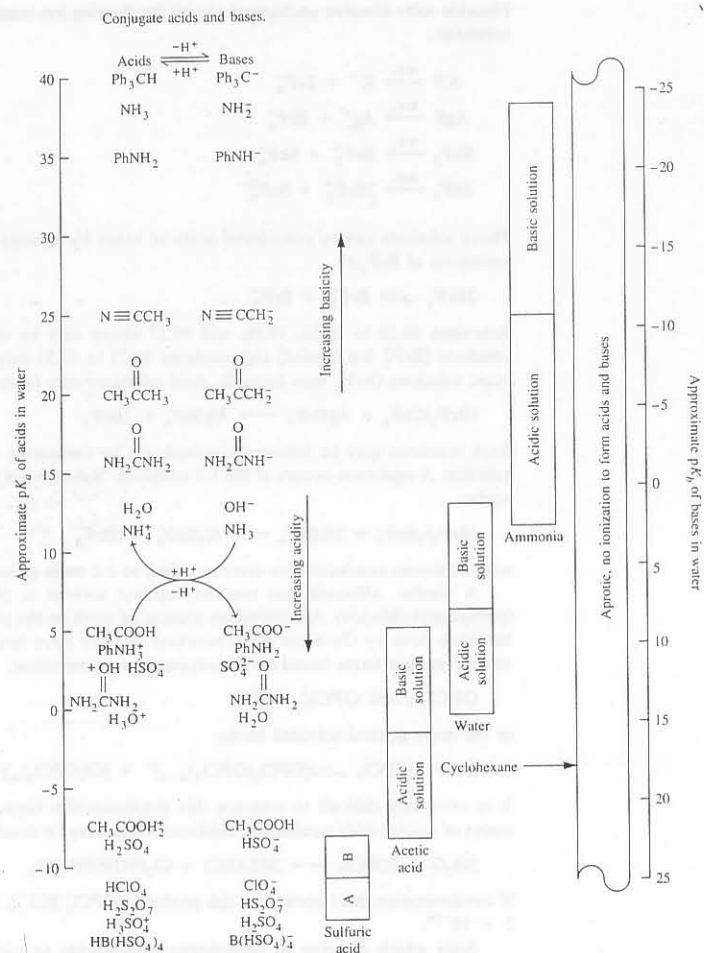 Conjugate acids and bases.
Acids −H⁺ ⇌ +H⁺ Bases
Ph₃CH Ph₃C⁻
NH₃ NH₂⁻
PhNH₂ PhNH⁻
N≡CCH₃ N≡CCH₂⁻
O O
|| ||
CH₃CCH₃ CH₃CCH₂⁻
O O
|| ||
NH₂CNH₂ NH₂CNH⁻
H₂O OH⁻
NH₄⁺ NH₃
+H⁺
−H⁺
CH₃COOH CH₃COO⁻
PhNH₃⁺ PhNH₂
+OH HSO₄⁻ SO₄²⁻ O
|| ||
NH₂CNH₂ NH₂CNH₂
H₃O⁺ H₂O
CH₃COOH₂⁺ CH₃COOH
H₂SO₄ HSO₄⁻
HClO₄ ClO₄⁻
H₂S₂O₇ HS₂O₇⁻
H₃SO₄⁺ H₂SO₄
HB(HSO₄)₄ B(HSO₄)₄⁻
Approximate pKₐ of acids in water
40
35
30
25
20
15
10
5
0
−5
−10
Increasing basicity
Increasing acidity
B
A
Sulfuric
acid
Basic
solution
Acidic
solution
Acetic
acid
Basic
solution
Acidic
solution
Water
Basic solution
Acidic solution
Ammonia
Cyclohexane
Aprotic, no ionization to form acids and bases
−25
−20
−15
−10
−5
0
5
10
15
20
25
Approximate pK_b of bases in water